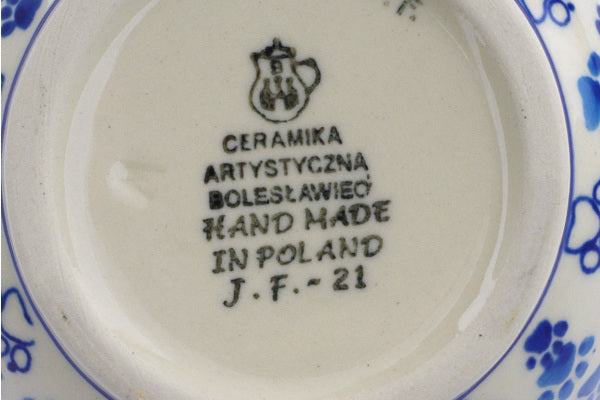 F.
CERAMIKA
ARTYSTYCZNA
BOLESŁAWIEC
HAND MADE
IN POLAND
J.F.-21